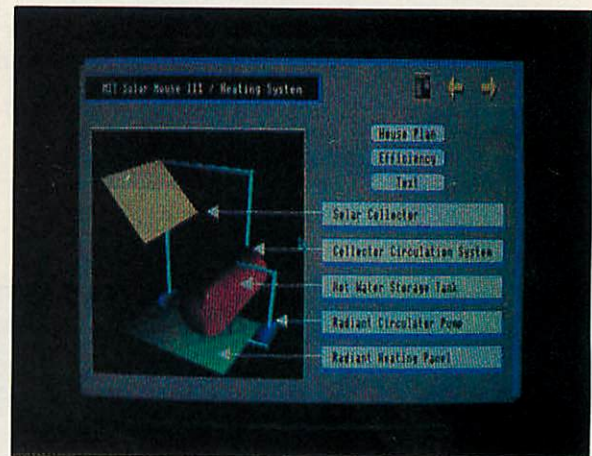 MIT Solar House III / Heating System
House Plan
Efficiency
Text
Solar Collector
Collector Circulation System
Hot Water Storage Tank
Radiant Circulator Pump
Radiant Heating Panel